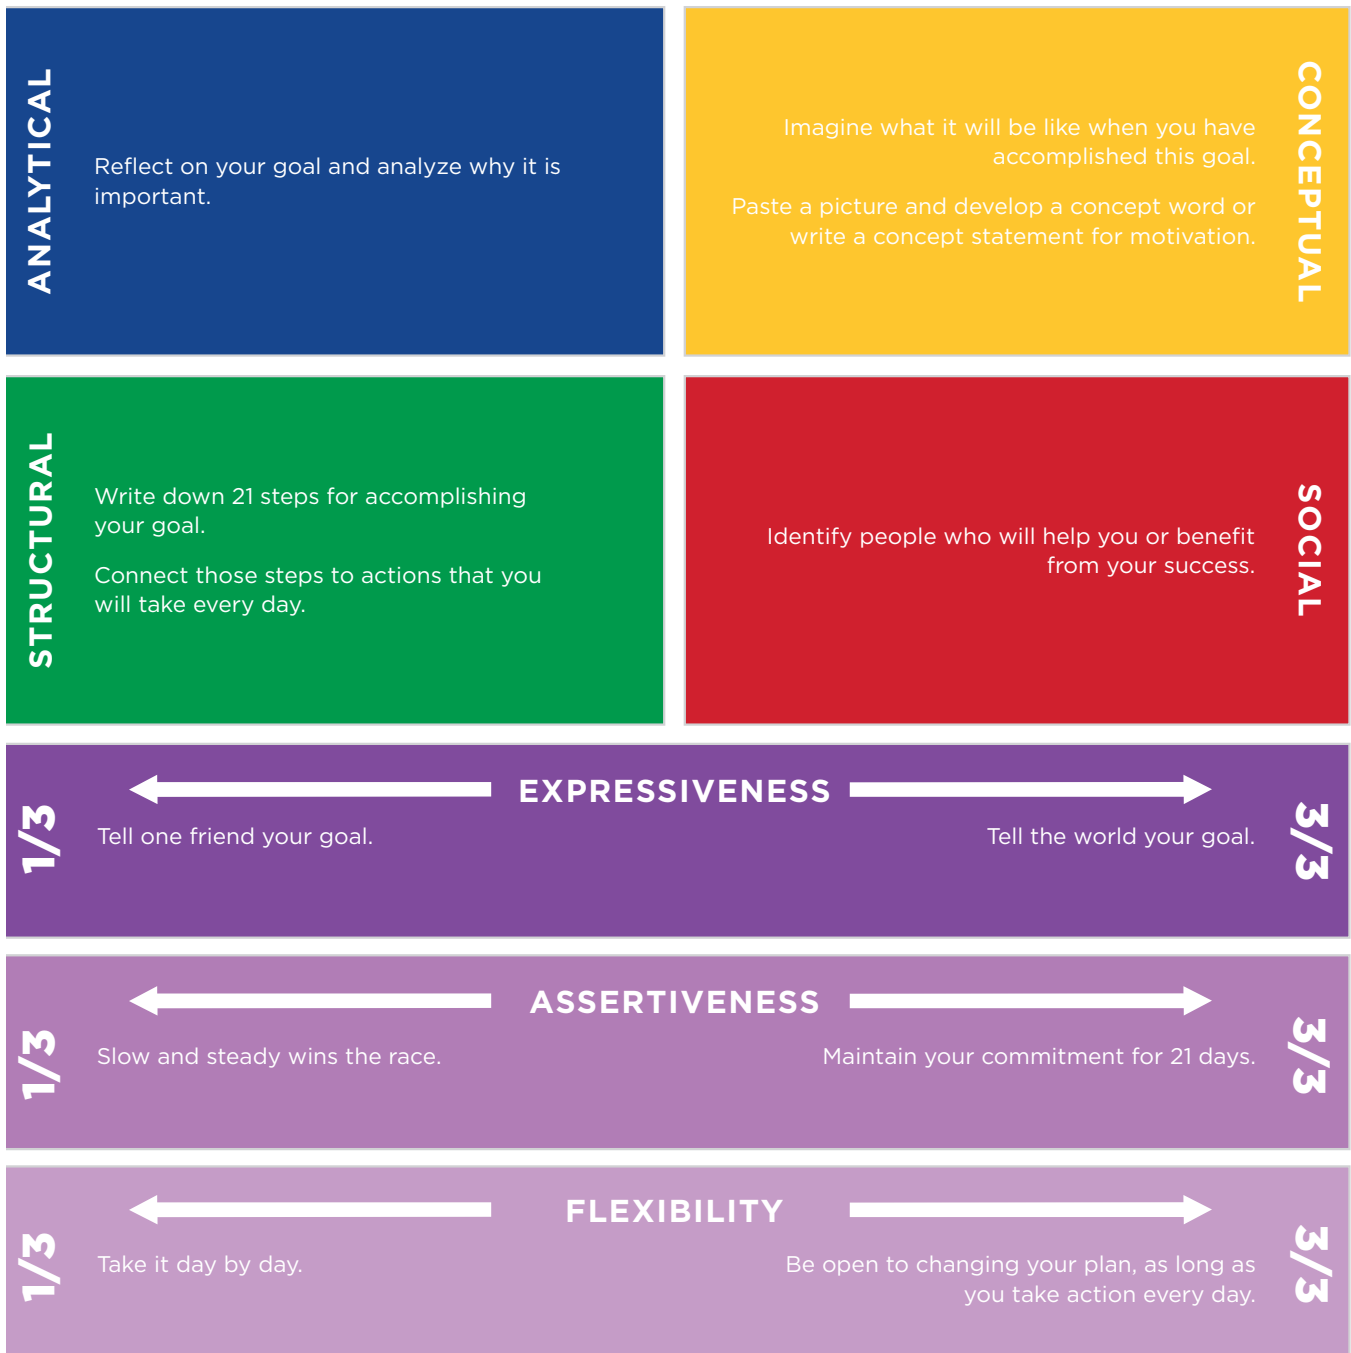 ANALYTICAL
Reflect on your goal and analyze why it is
important.
CONCEPTUAL
Imagine what it will be like when you have
accomplished this goal.
Paste a picture and develop a concept word or
write a concept statement for motivation.
STRUCTURAL
Write down 21 steps for accomplishing
your goal.
Connect those steps to actions that you
will take every day.
SOCIAL
Identify people who will help you or benefit
from your success.
EXPRESSIVENESS
1/3
Tell one friend your goal.
Tell the world your goal.
3/3
ASSERTIVENESS
1/3
Slow and steady wins the race.
Maintain your commitment for 21 days.
3/3
FLEXIBILITY
1/3
Take it day by day.
Be open to changing your plan, as long as
you take action every day.
3/3